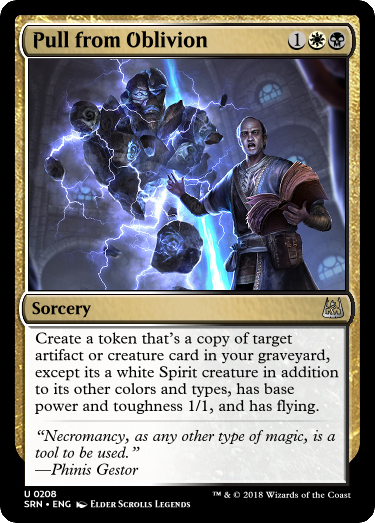 Pull from Oblivion 1
Sorcery
Create a token that's a copy of target
artifact or creature card in your graveyard,
except its a white Spirit creature in addition
to its other colors and types, has base
power and toughness 1/1, and has flying.
“Necromancy, as any other type of magic, is a
tool to be used.”
—Phinis Gestor
U 0208
SRN • ENG Elder Scrolls Legends
™ & © 2018 Wizards of the Coast